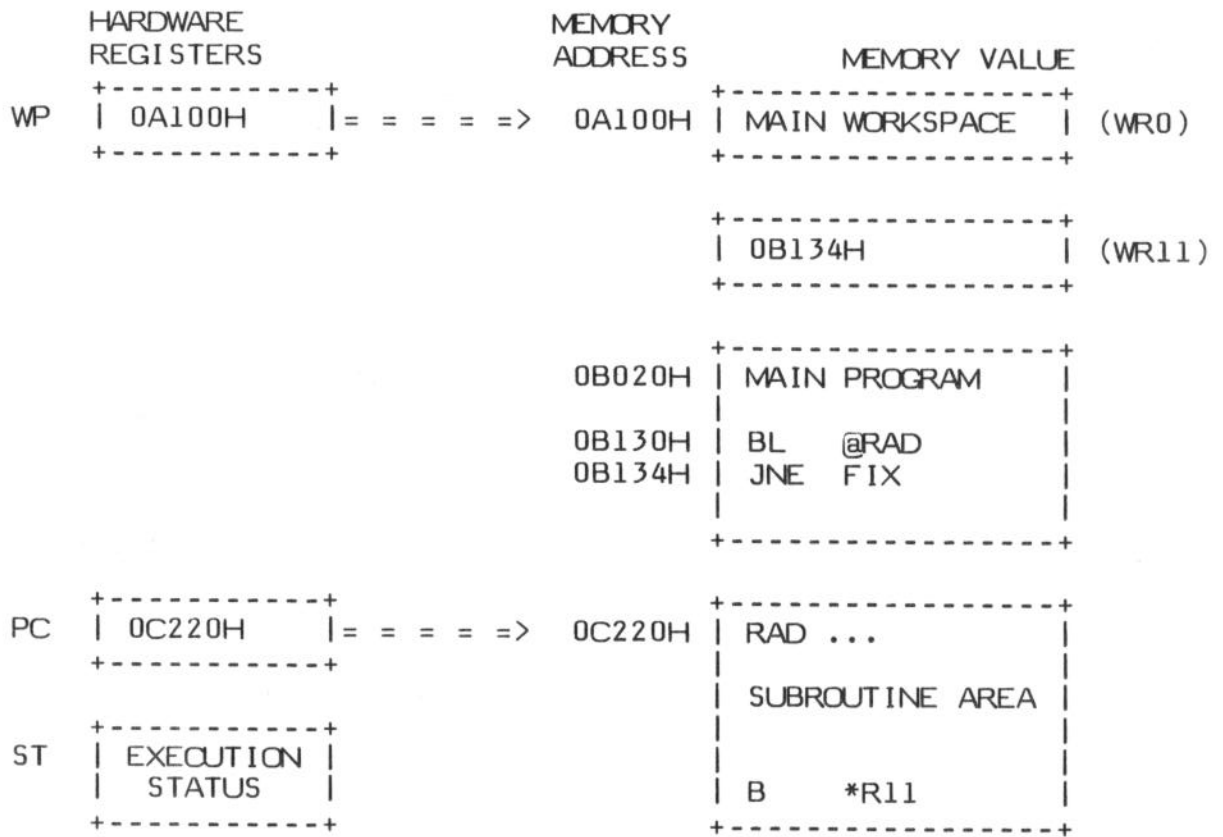 HARDWARE MEMORY
REGISTERS ADDRESS MEMORY VALUE
WP 0A100H = = = = => 0A100H MAIN WORKSPACE (WR0)
0B134H (WR11)
0B020H MAIN PROGRAM
0B130H BL @RAD
0B134H JNE FIX
PC 0C220H = = = = => 0C220H RAD ...
SUBROUTINE AREA
ST EXECUTION
STATUS B *R11